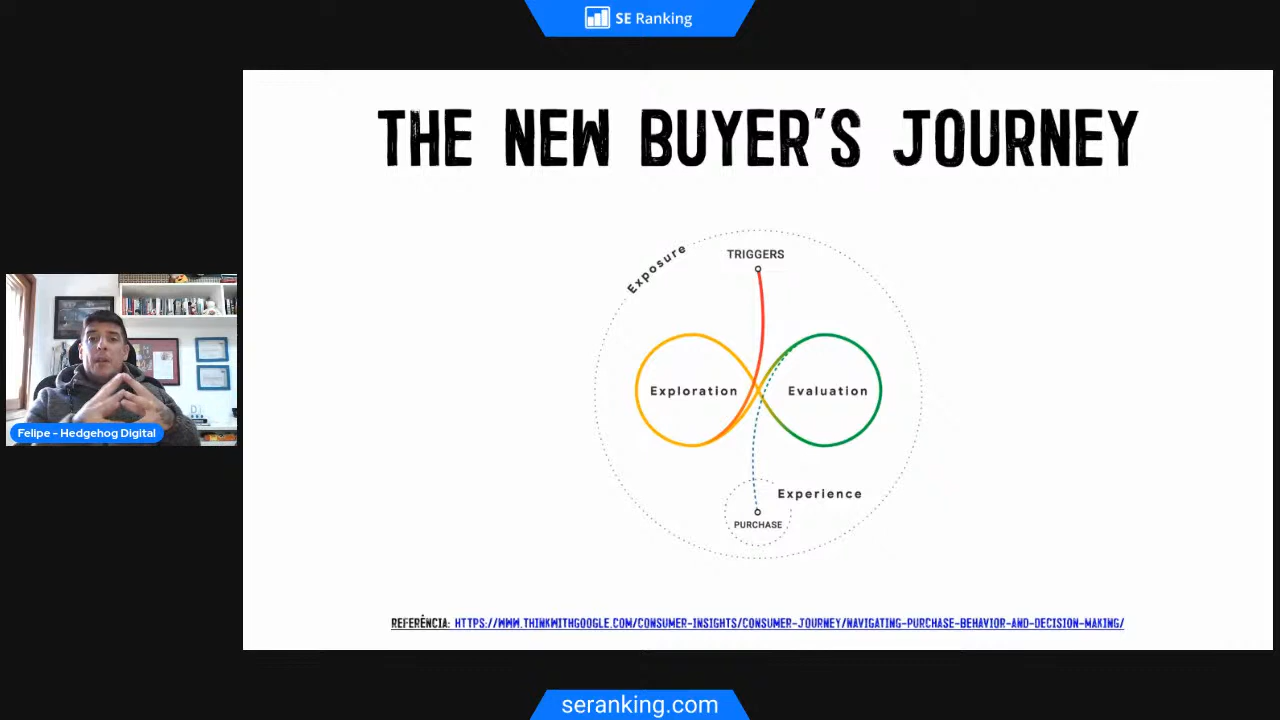 SE Ranking
THE NEW BUYER'S JOURNEY
Exposure
TRIGGERS
Exploration
Evaluation
Felipe - Hedgehog Digital
Experience
PURCHASE
REFERÊNCIA: HTTPS://WWW.THINKWITHGOOGLE.COM/CONSUMER-INSIGHTS/CONSUMER-JOURNEY/NAVIGATING-PURCHASE-BEHAVIOR-AND-DECISION-MAKING/
seranking.com